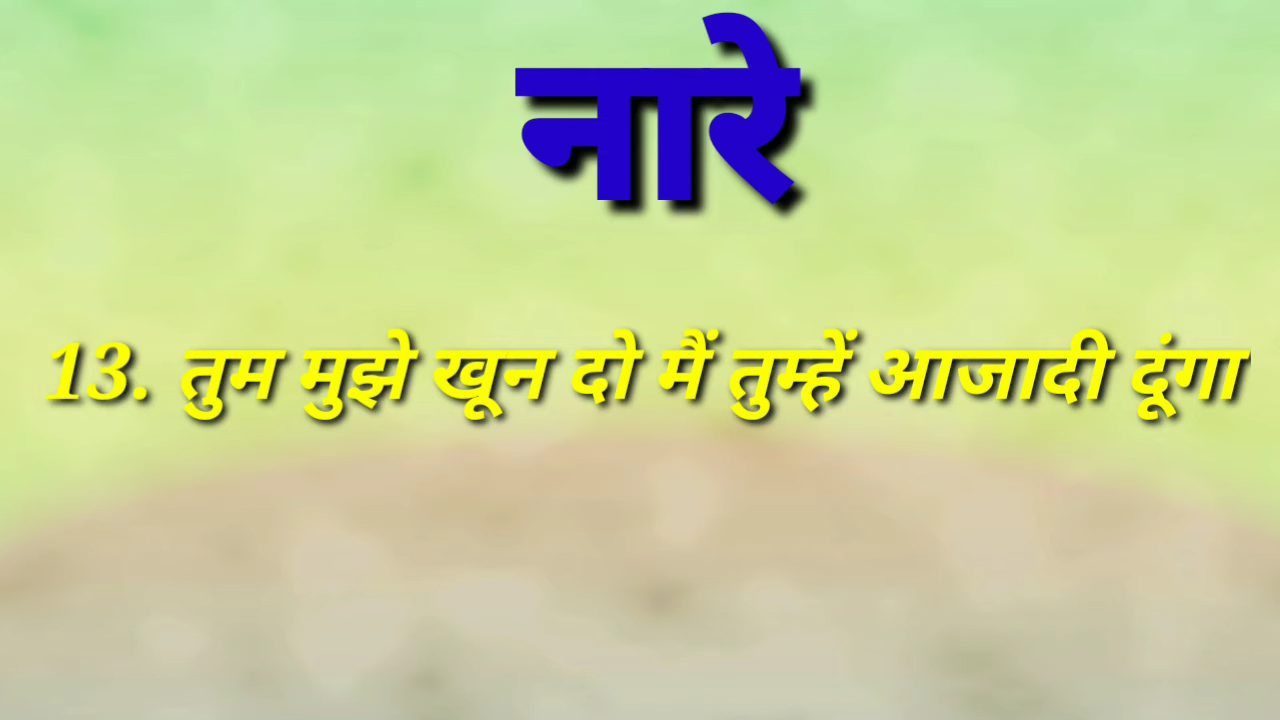 नारे
13. तुम मुझे खून दो मैं तुम्हें आजादी दूंगा